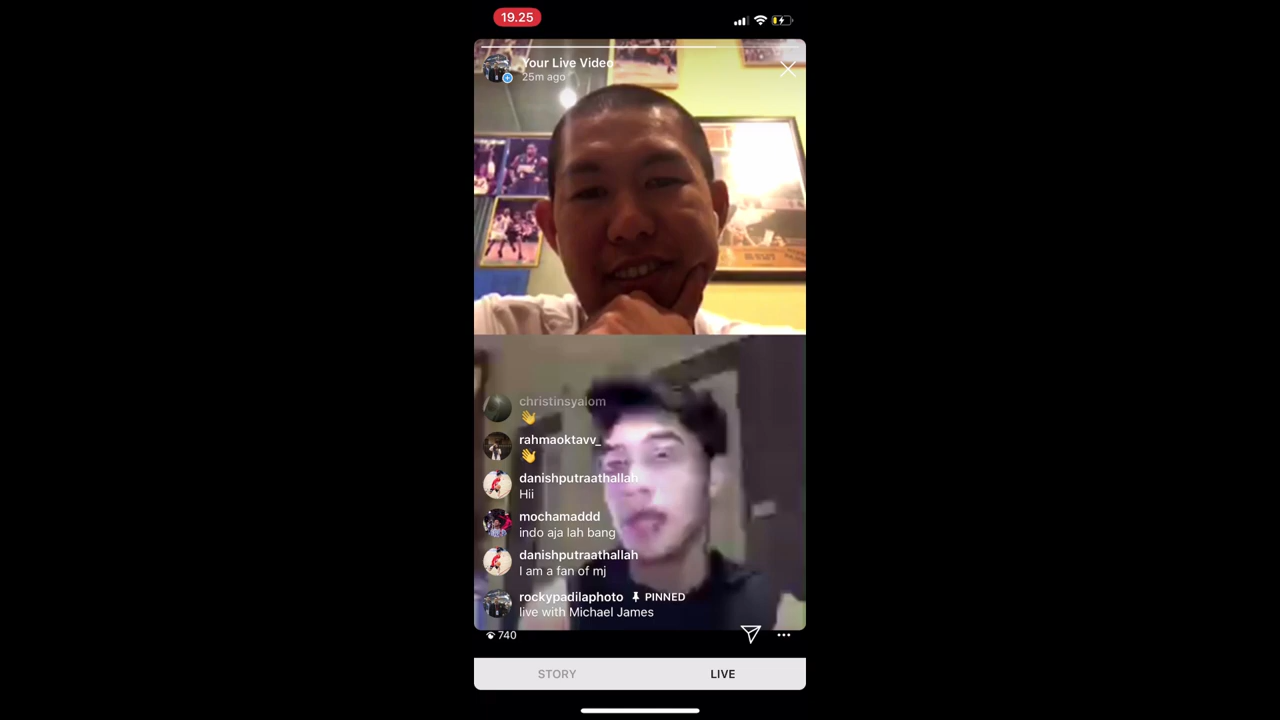 19.25
Your Live Video
25m ago
christinsyalom
👋
rahmaoktavv_
👋
danishputraathallah
Hii
mochamaddd
indo aja lah bang
danishputraathallah
I am a fan of mj
rockypadilaphoto PINNED
live with Michael James
740
STORY LIVE